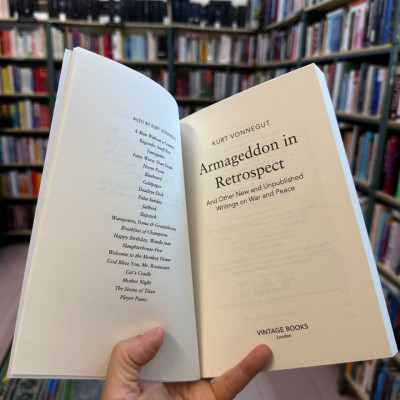 ALSO BY KURT VONNEGUT
A Man Without a Country
Bagombo Snuff Box
Timequake
Fates Worse Than Death
Hocus Pocus
Bluebeard
Galápagos
Deadeye Dick
Palm Sunday
Jailbird
Slapstick
Wampeters, Foma & Granfalloons
Breakfast of Champions
Happy Birthday, Wanda June
Slaughterhouse-Five
Welcome to the Monkey House
God Bless You, Mr. Rosewater
Cat's Cradle
Mother Night
The Sirens of Titan
Player Piano
KURT VONNEGUT
Armageddon in
Retrospect
And Other New and Unpublished
Writings on War and Peace
VINTAGE BOOKS
London